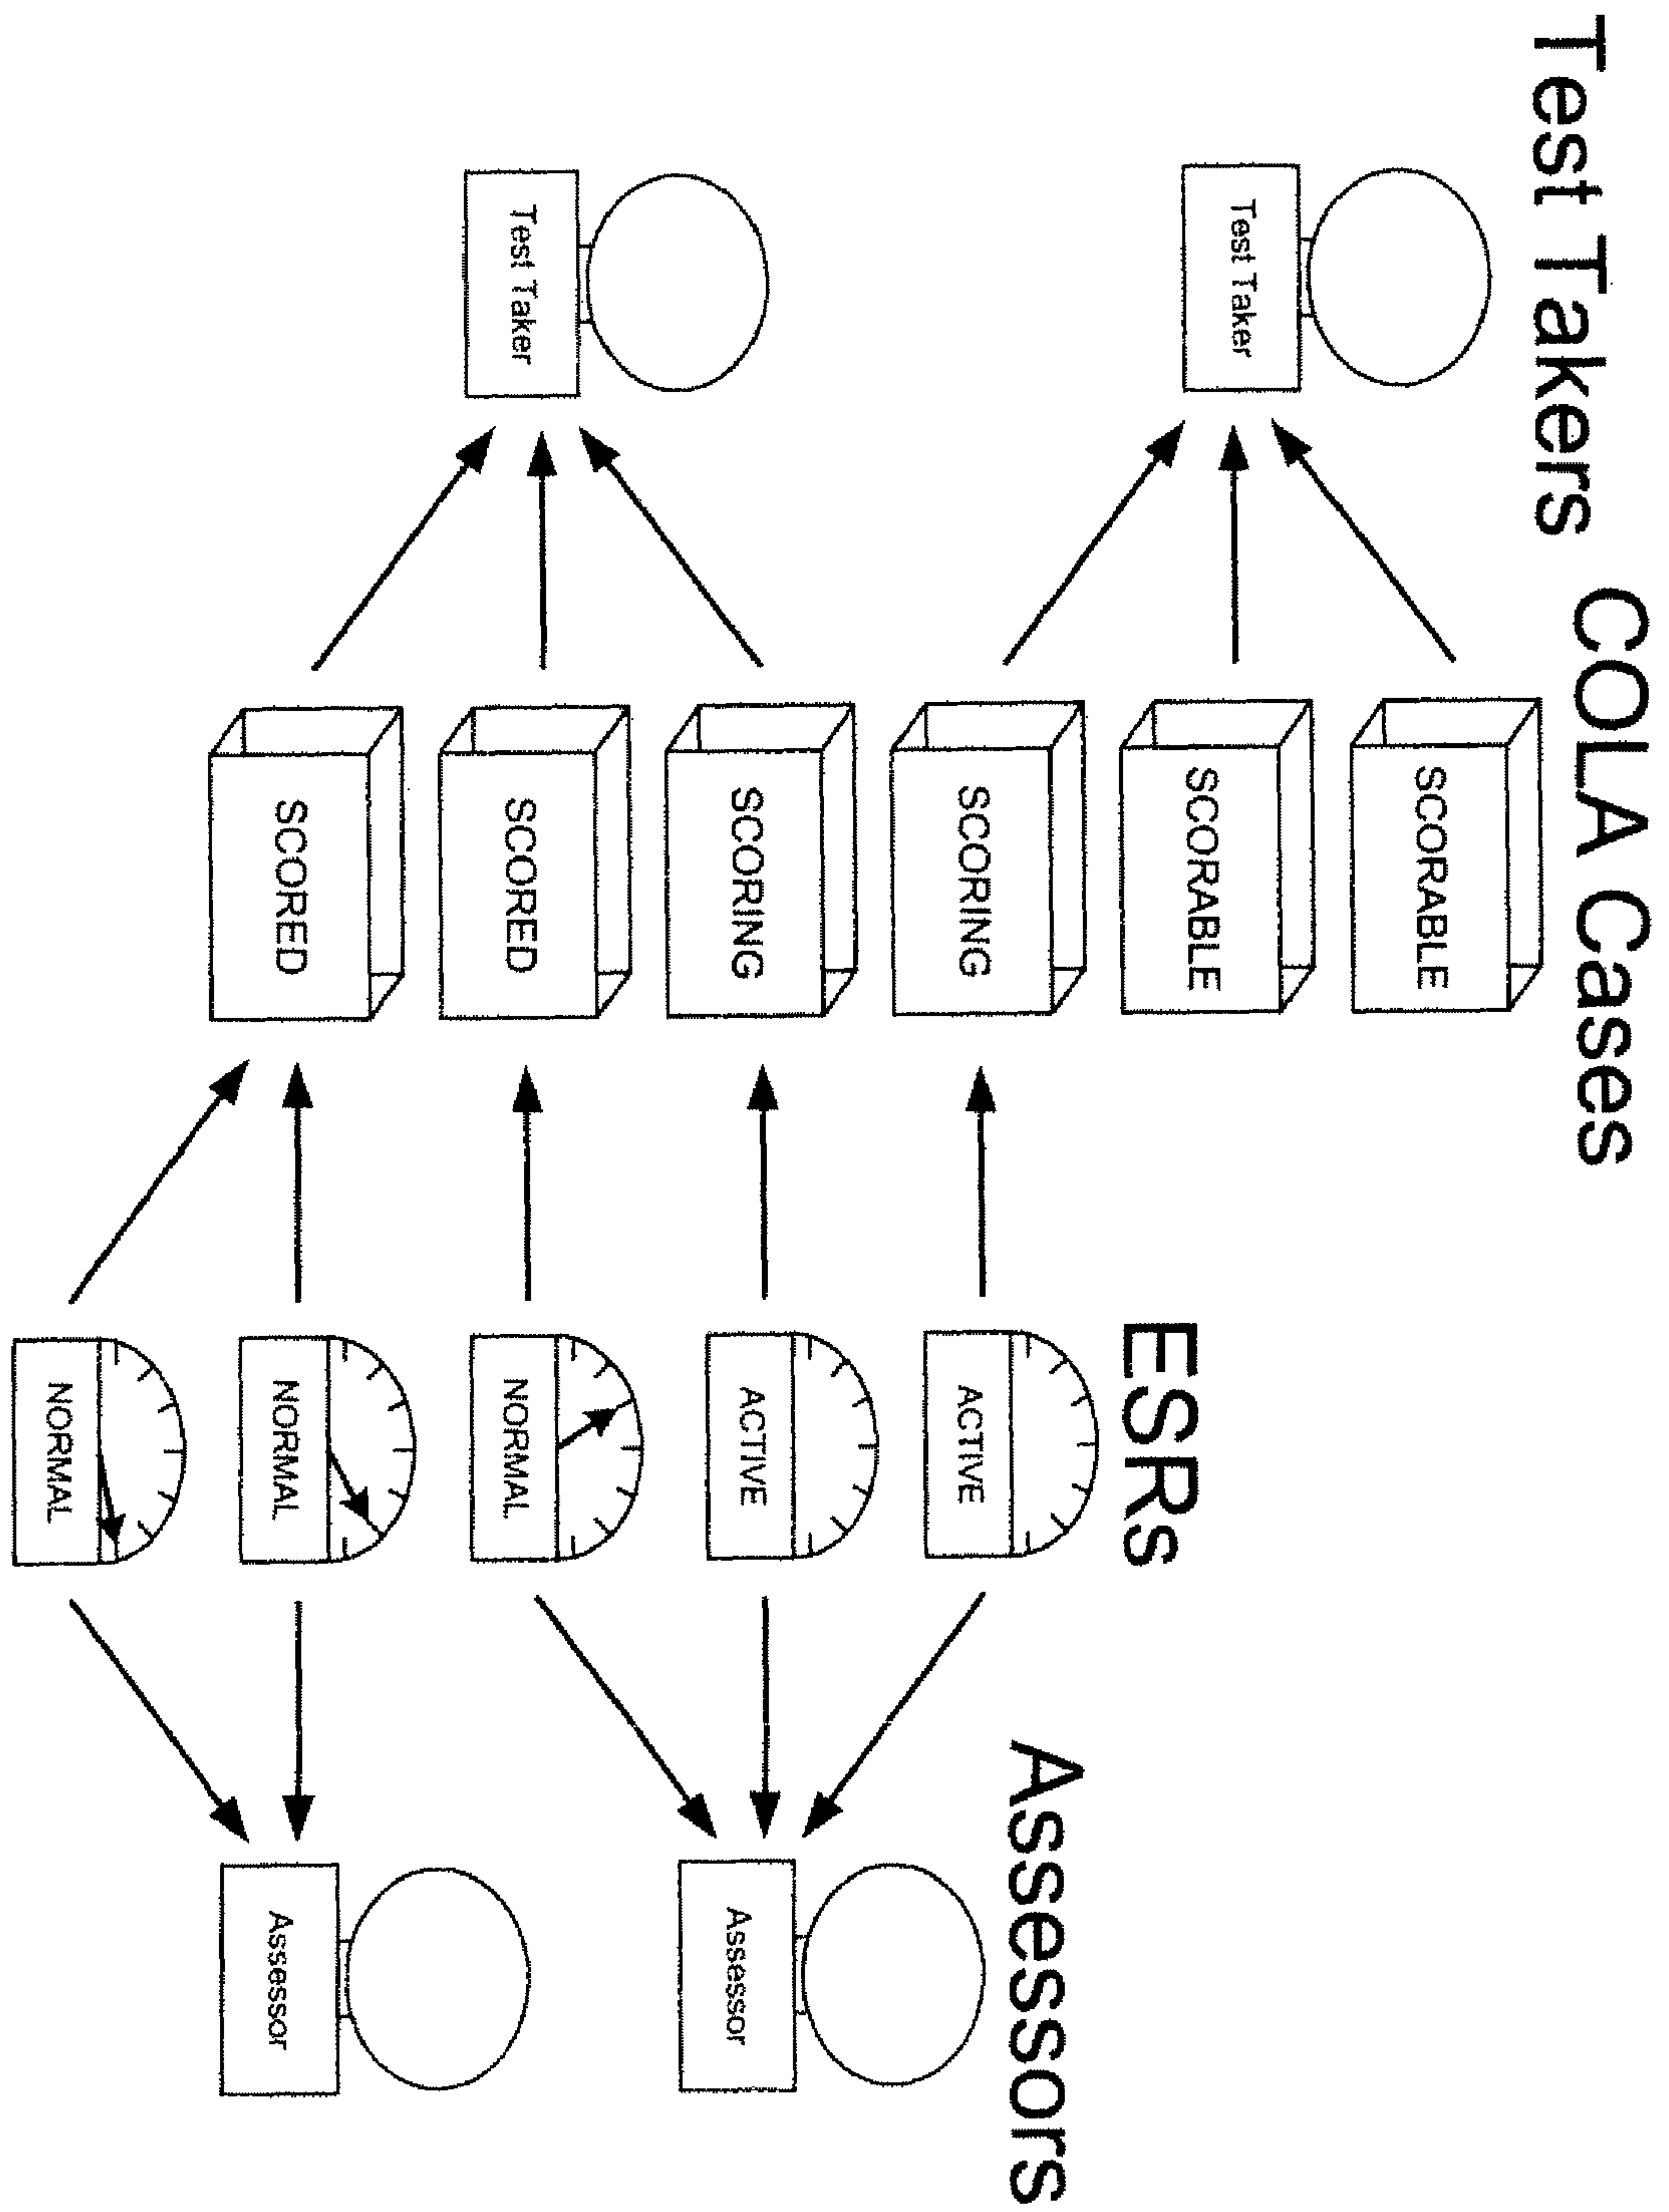 Test Takers
COLA Cases
ESRs
Assessors
Test Taker
Test Taker
SCORABLE
SCORABLE
SCORING
SCORING
SCORED
SCORED
ACTIVE
ACTIVE
NORMAL
NORMAL
NORMAL
Assessor
Assessor